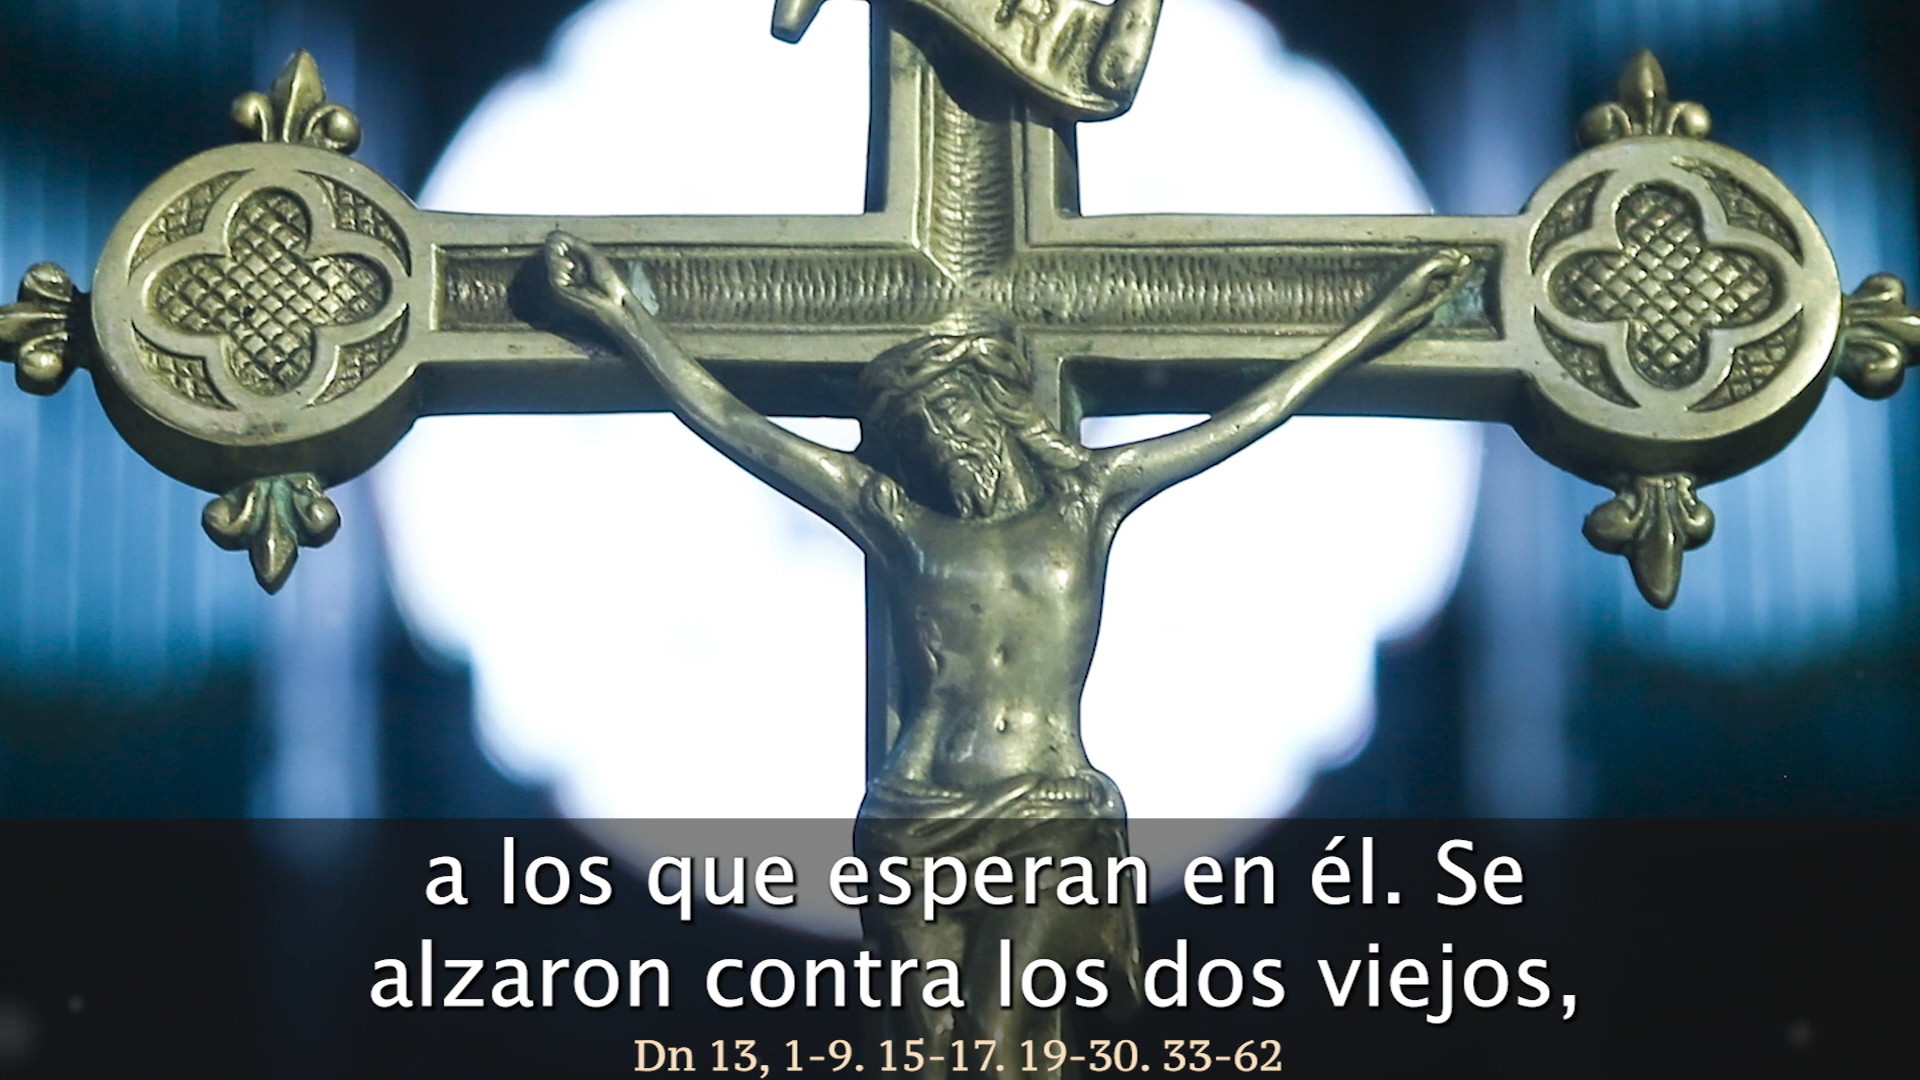 a los que esperan en él. Se
alzaron contra los dos viejos,
Dn 13, 1-9. 15-17. 19-30. 33-62